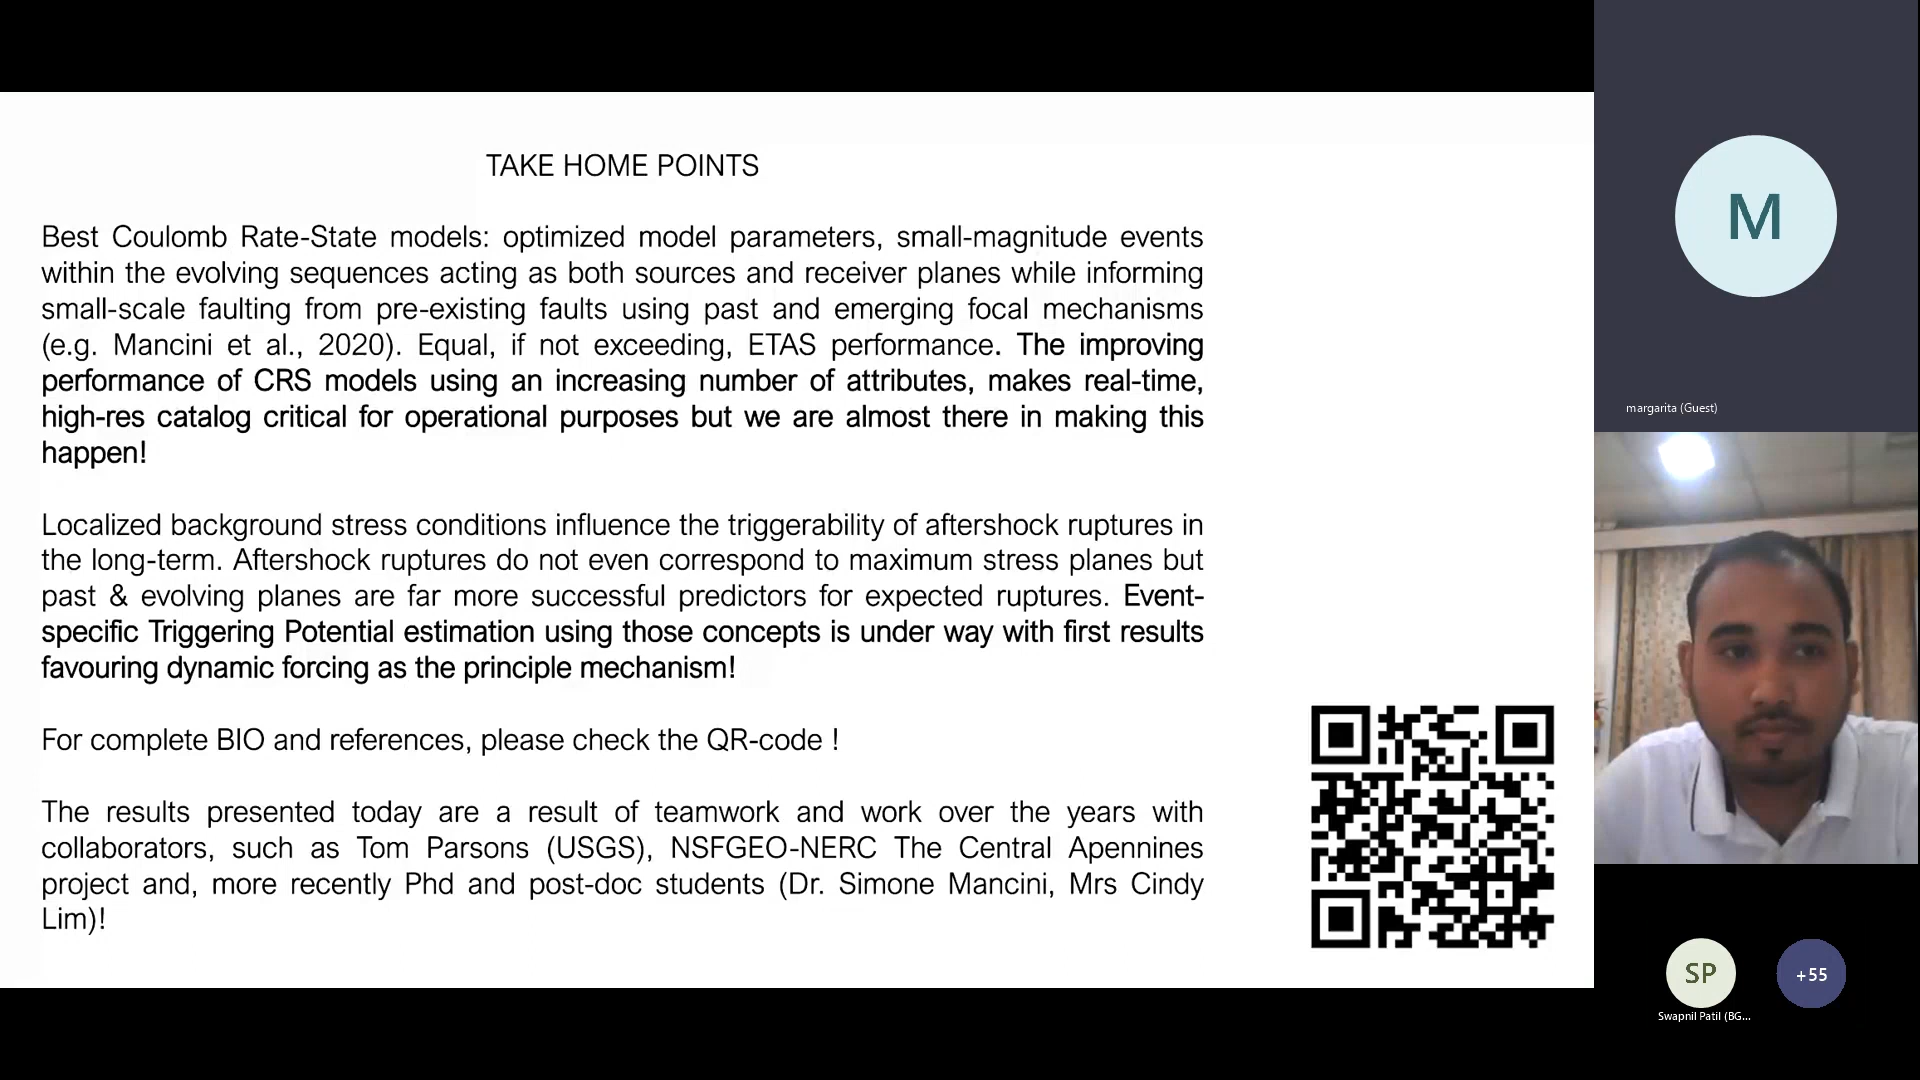 TAKE HOME POINTS
Best Coulomb Rate-State models: optimized model parameters, small-magnitude events
within the evolving sequences acting as both sources and receiver planes while informing
small-scale faulting from pre-existing faults using past and emerging focal mechanisms
(e.g. Mancini et al., 2020). Equal, if not exceeding, ETAS performance. The improving
performance of CRS models using an increasing number of attributes, makes real-time,
high-res catalog critical for operational purposes but we are almost there in making this
happen!
Localized background stress conditions influence the triggerability of aftershock ruptures in
the long-term. Aftershock ruptures do not even correspond to maximum stress planes but
past & evolving planes are far more successful predictors for expected ruptures. Event-
specific Triggering Potential estimation using those concepts is under way with first results
favouring dynamic forcing as the principle mechanism!
For complete BIO and references, please check the QR-code !
The results presented today are a result of teamwork and work over the years with
collaborators, such as Tom Parsons (USGS), NSFGEO-NERC The Central Apennines
project and, more recently Phd and post-doc students (Dr. Simone Mancini, Mrs Cindy
Lim)!
M
margarita (Guest)
SP
+55
Swapnil Patil (BG...